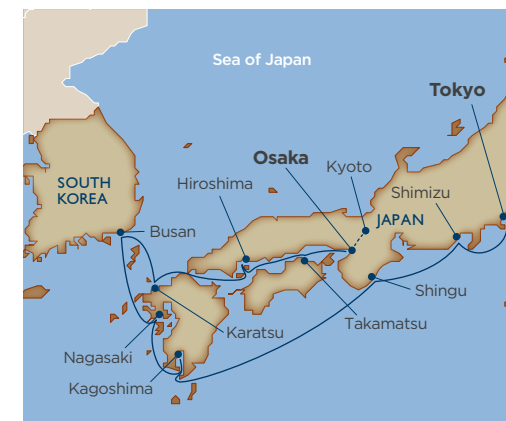 Sea of Japan
Tokyo
Osaka
Kyoto
SOUTH
KOREA
Hiroshima
Shimizu
JAPAN
Busan
Shingu
Karatsu
Takamatsu
Nagasaki
Kagoshima